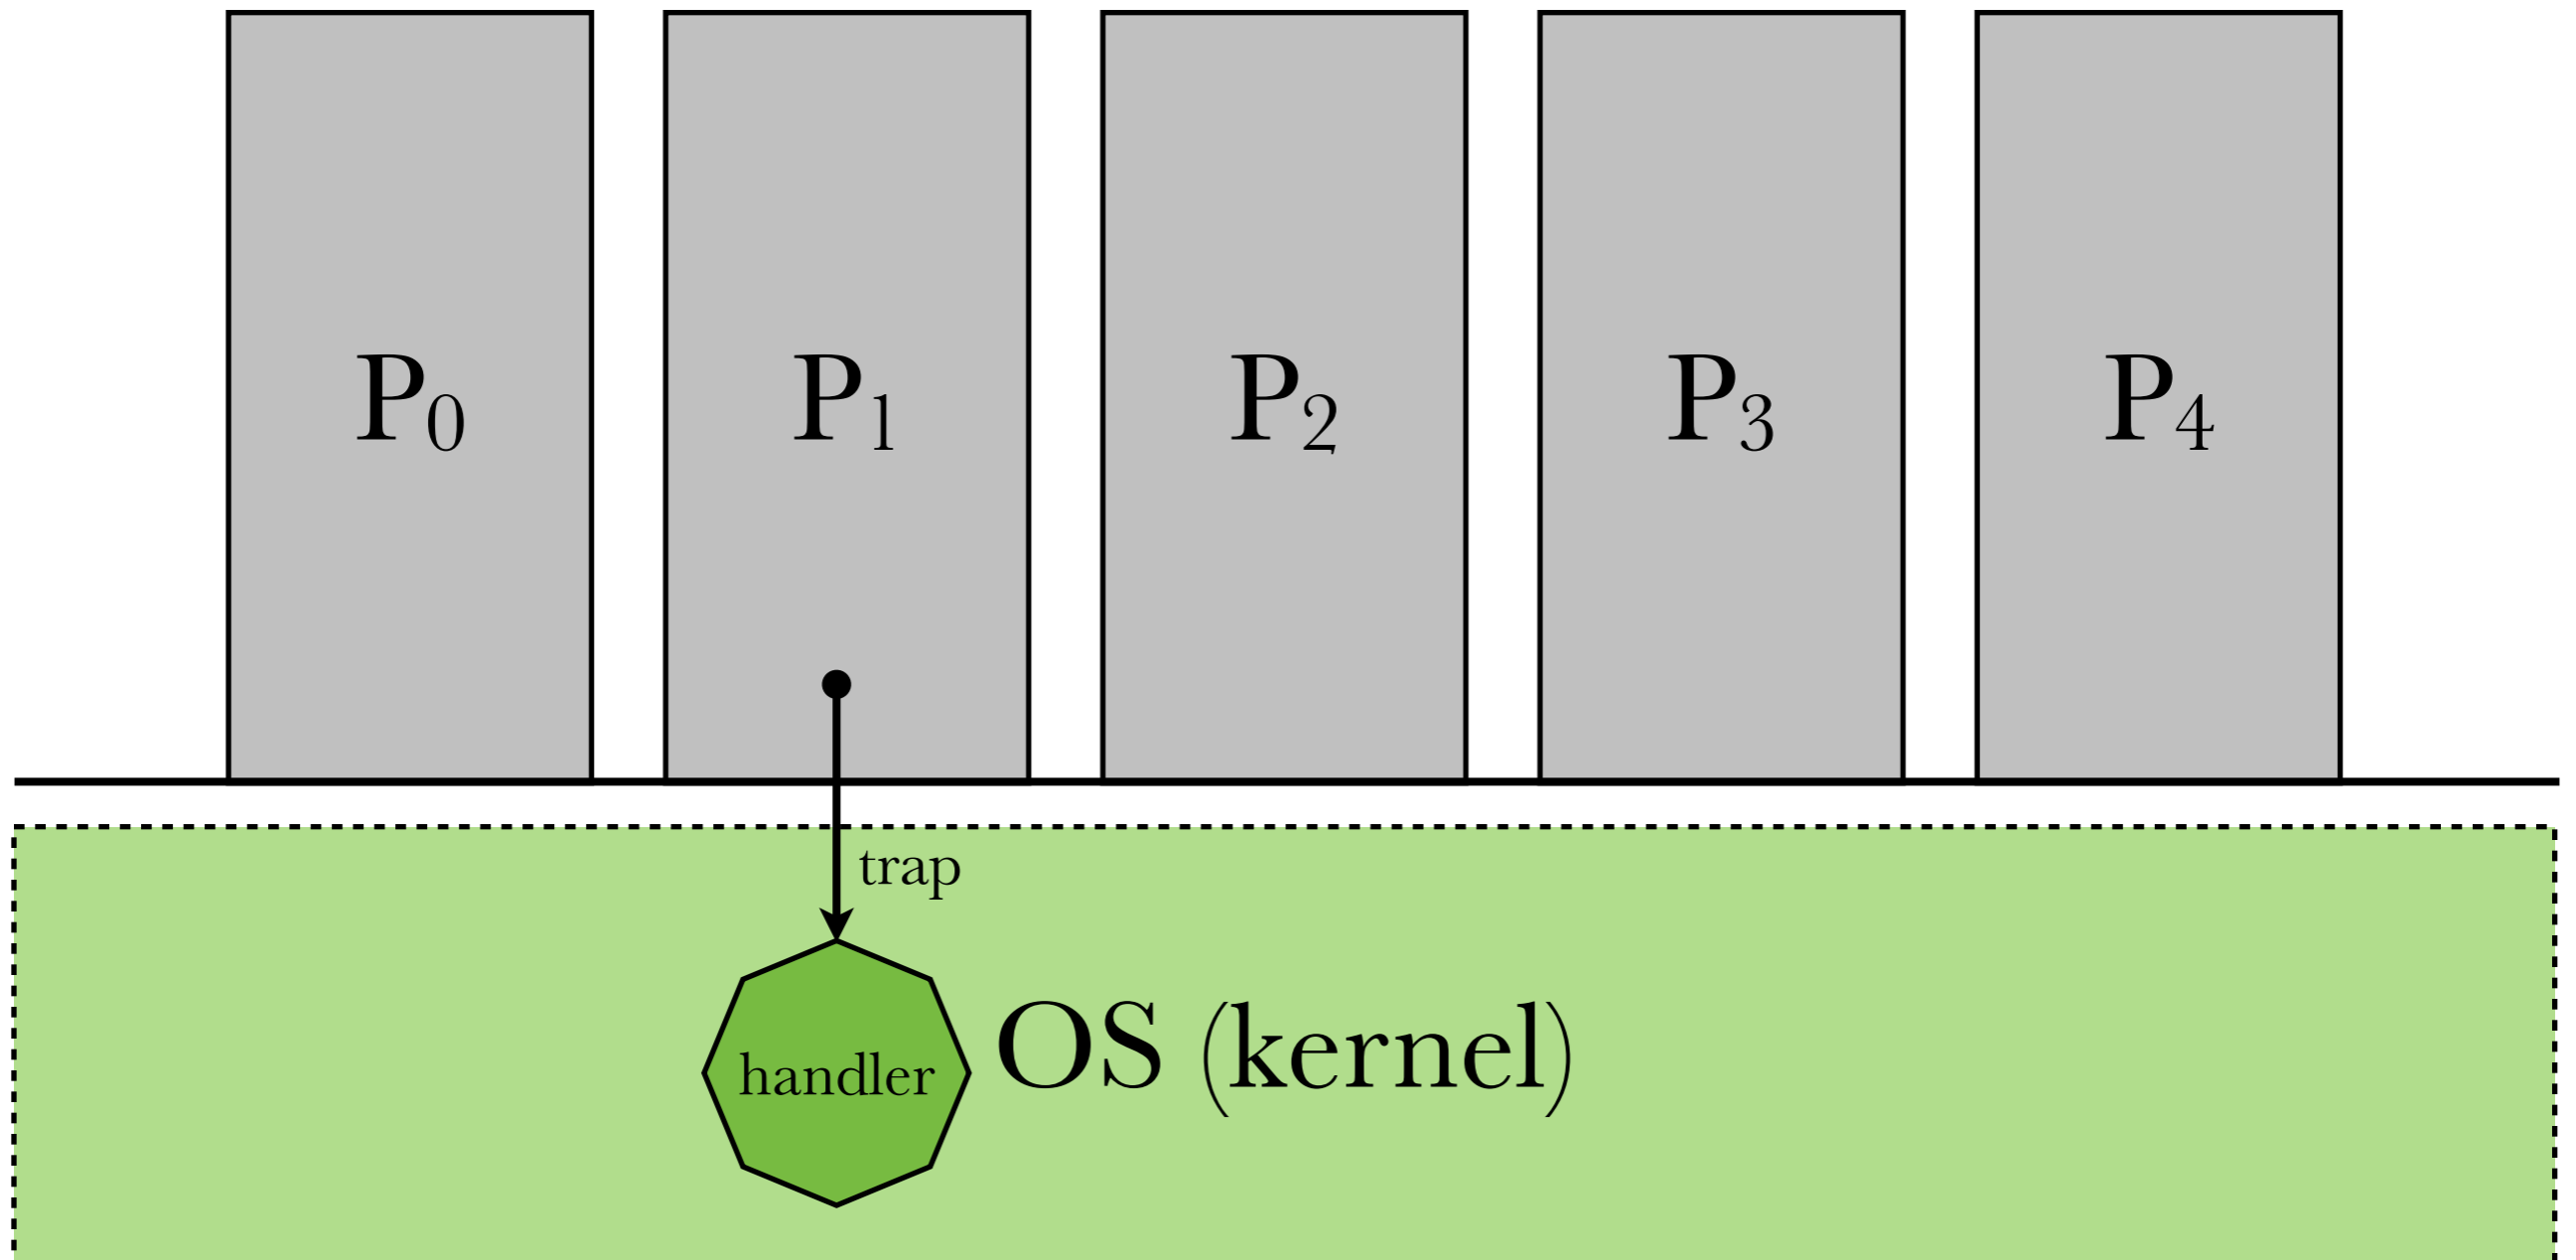 P₀ P₁ P₂ P₃ P₄
trap
handler OS (kernel)